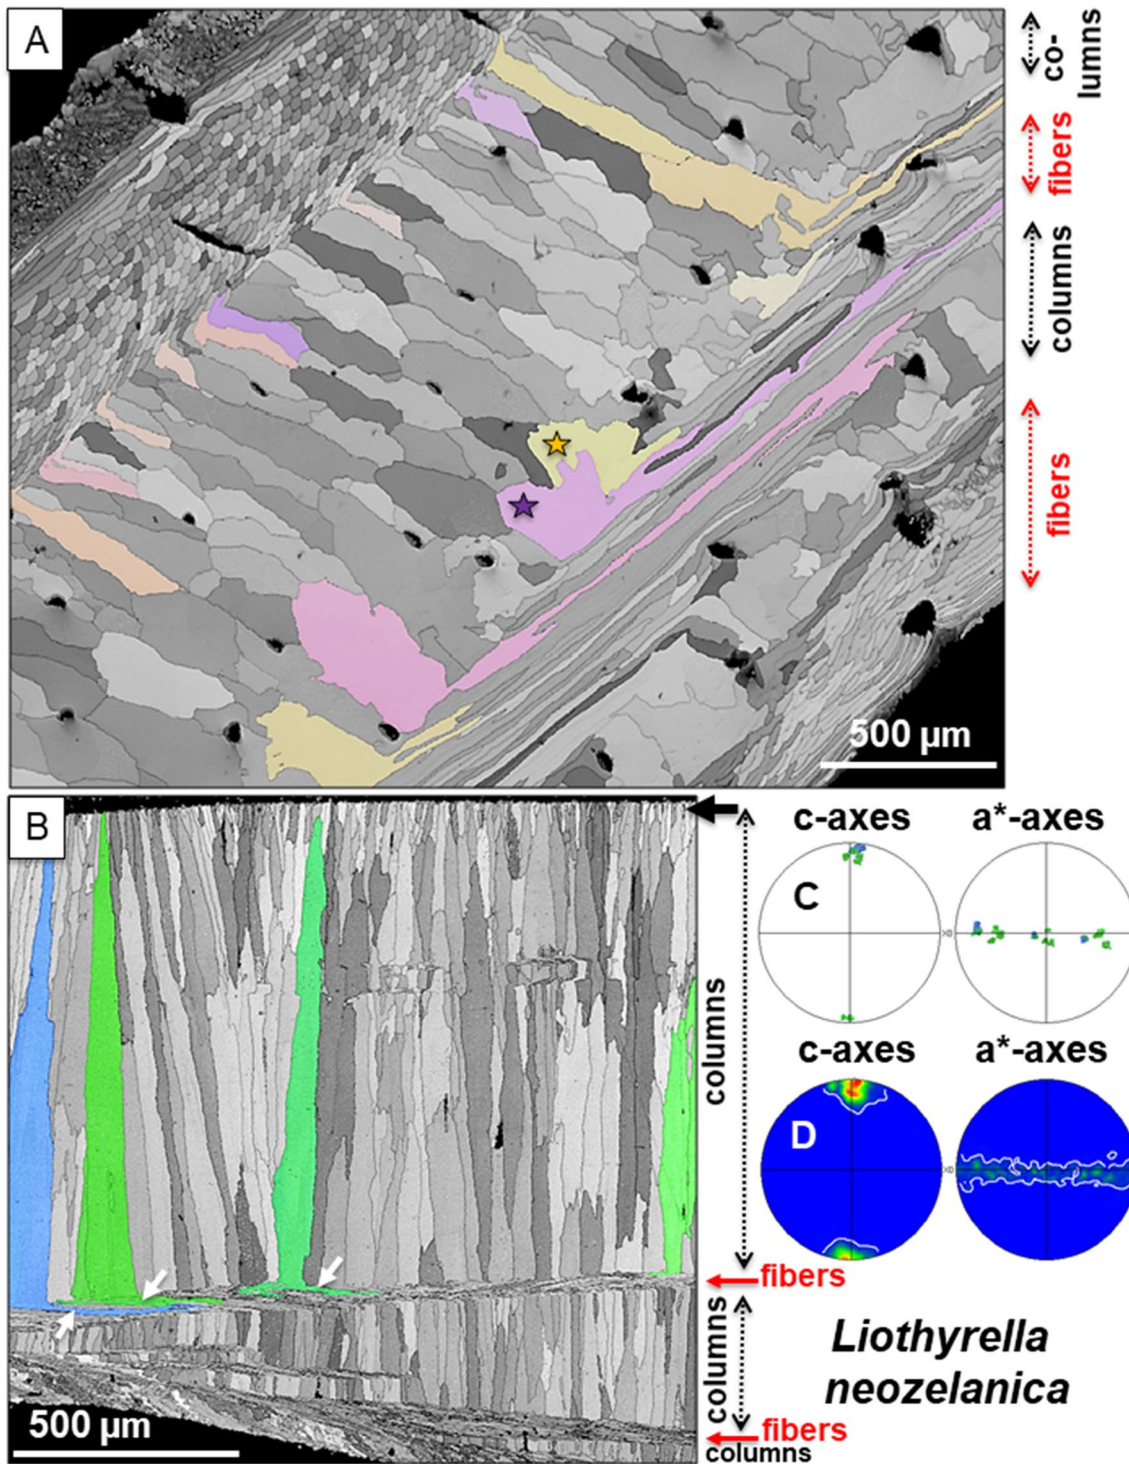 A
co-
lumns
fibers
columns
fibers
500 µm
B
c-axes
a*-axes
C
c-axes
a*-axes
D
columns
fibers
columns
fibers
columns
500 µm
Liothyrella
neozelanica